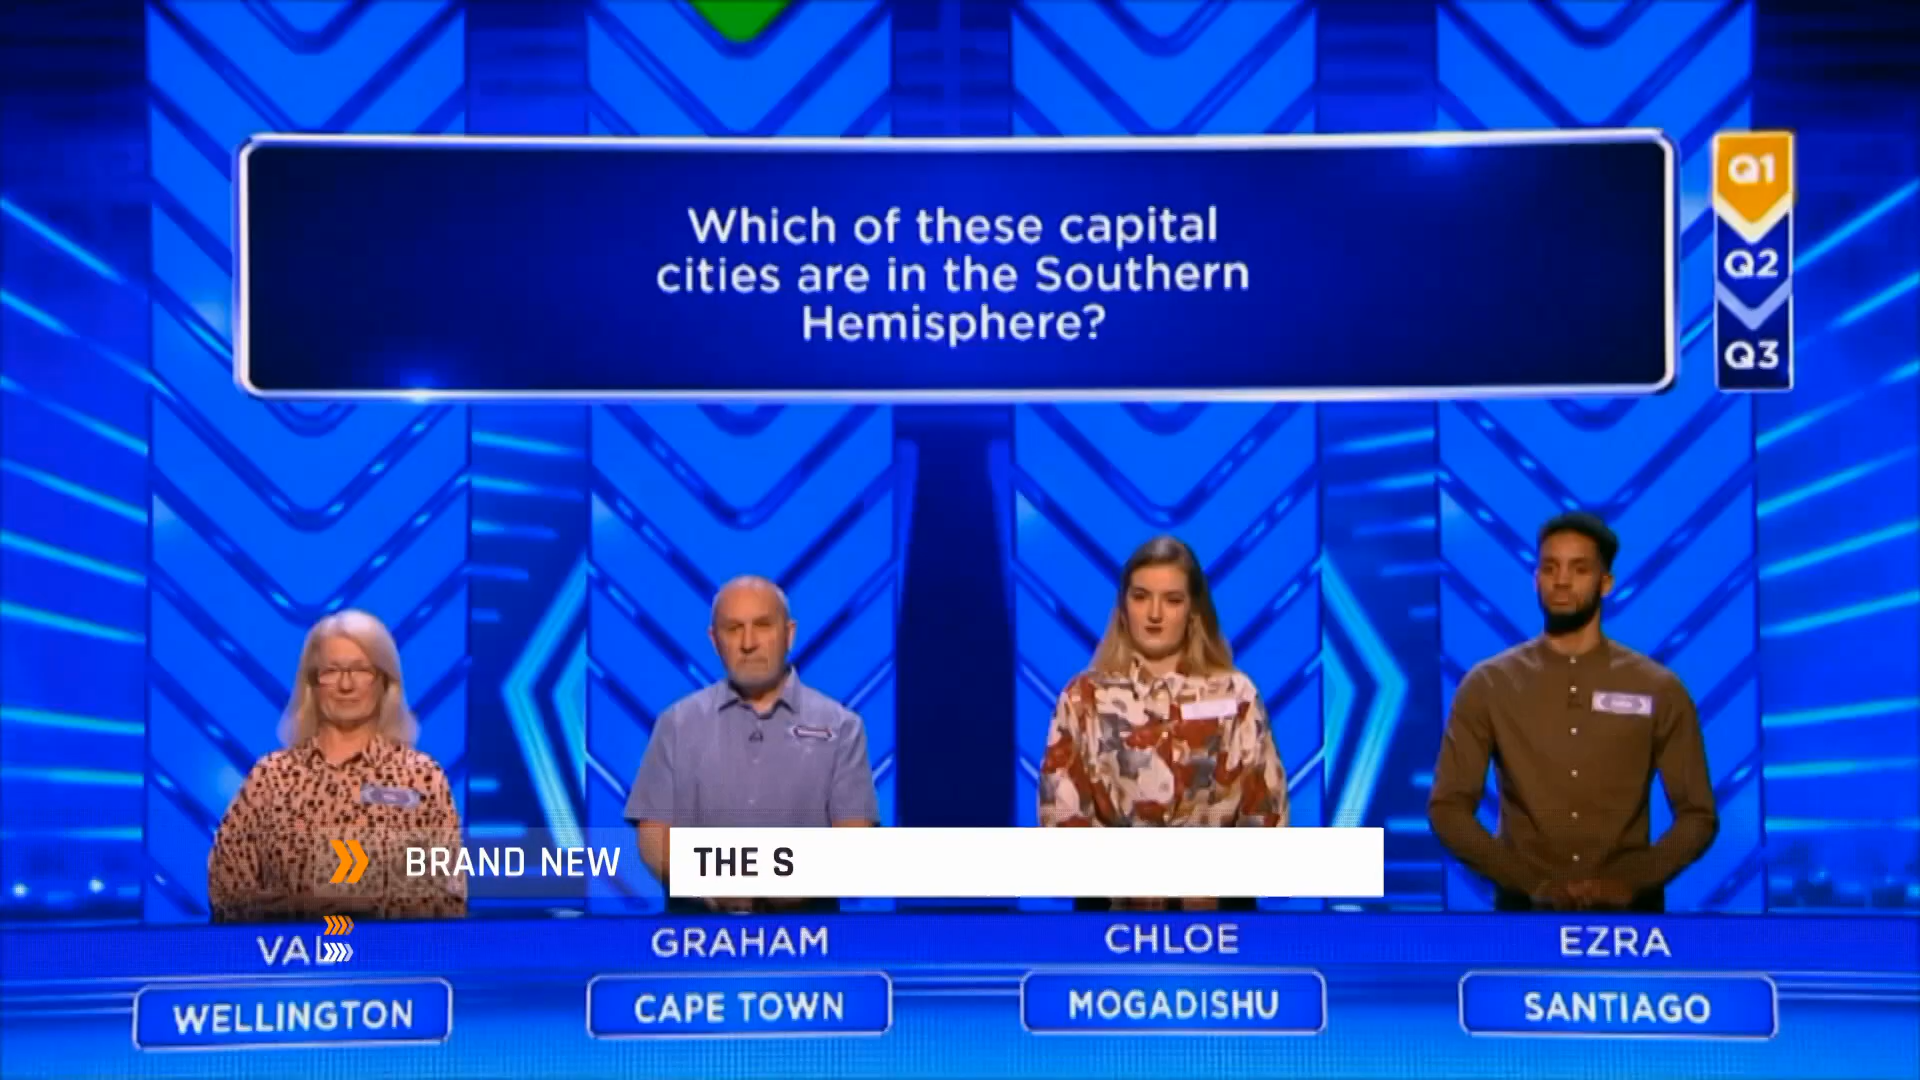 Which of these capital
cities are in the Southern
Hemisphere?
Q1
Q2
Q3
BRAND NEW
THE S
VAL
GRAHAM
CHLOE
EZRA
WELLINGTON
CAPE TOWN
MOGADISHU
SANTIAGO